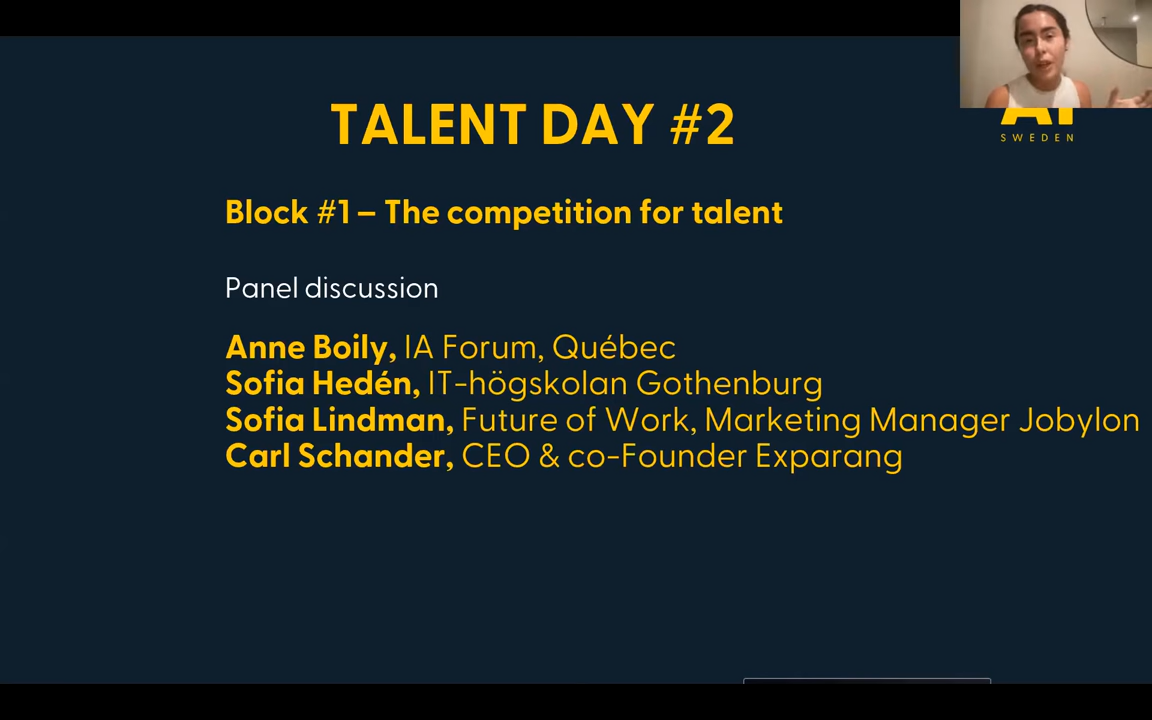 TALENT DAY #2
AI
SWEDEN
Block #1 – The competition for talent
Panel discussion
Anne Boily, IA Forum, Québec
Sofia Hedén, IT-högskolan Gothenburg
Sofia Lindman, Future of Work, Marketing Manager Jobylon
Carl Schander, CEO & co-Founder Exparang